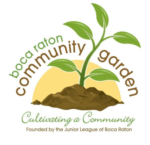 boca raton
community garden
Cultivating a Community
Founded by the Junior League of Boca Raton